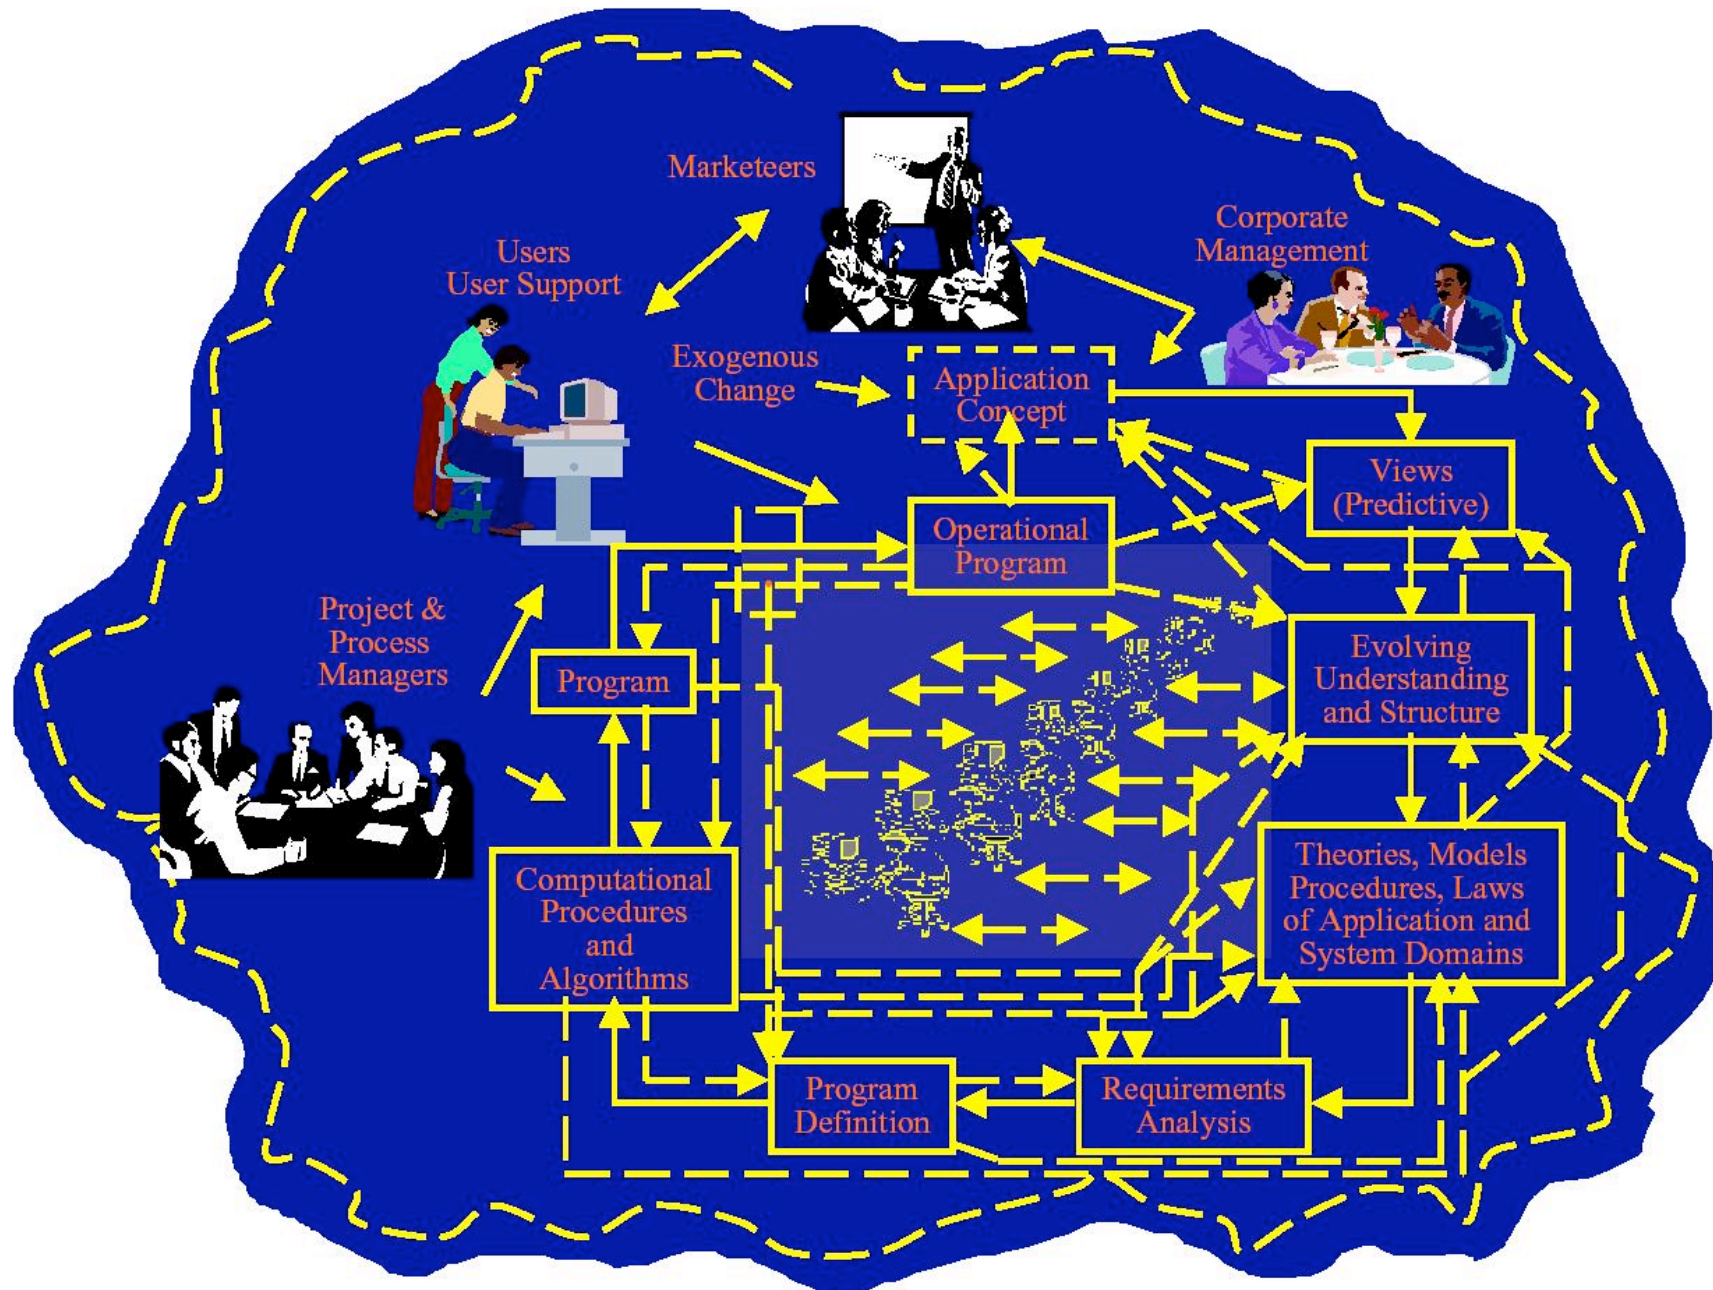 Marketeers
Corporate
Management
Users
User Support
Exogenous
Change
Application
Concept
Views
(Predictive)
Operational
Program
Project &
Process
Managers
Program
Evolving
Understanding
and Structure
Computational
Procedures
and
Algorithms
Theories, Models
Procedures, Laws
of Application and
System Domains
Program
Definition
Requirements
Analysis